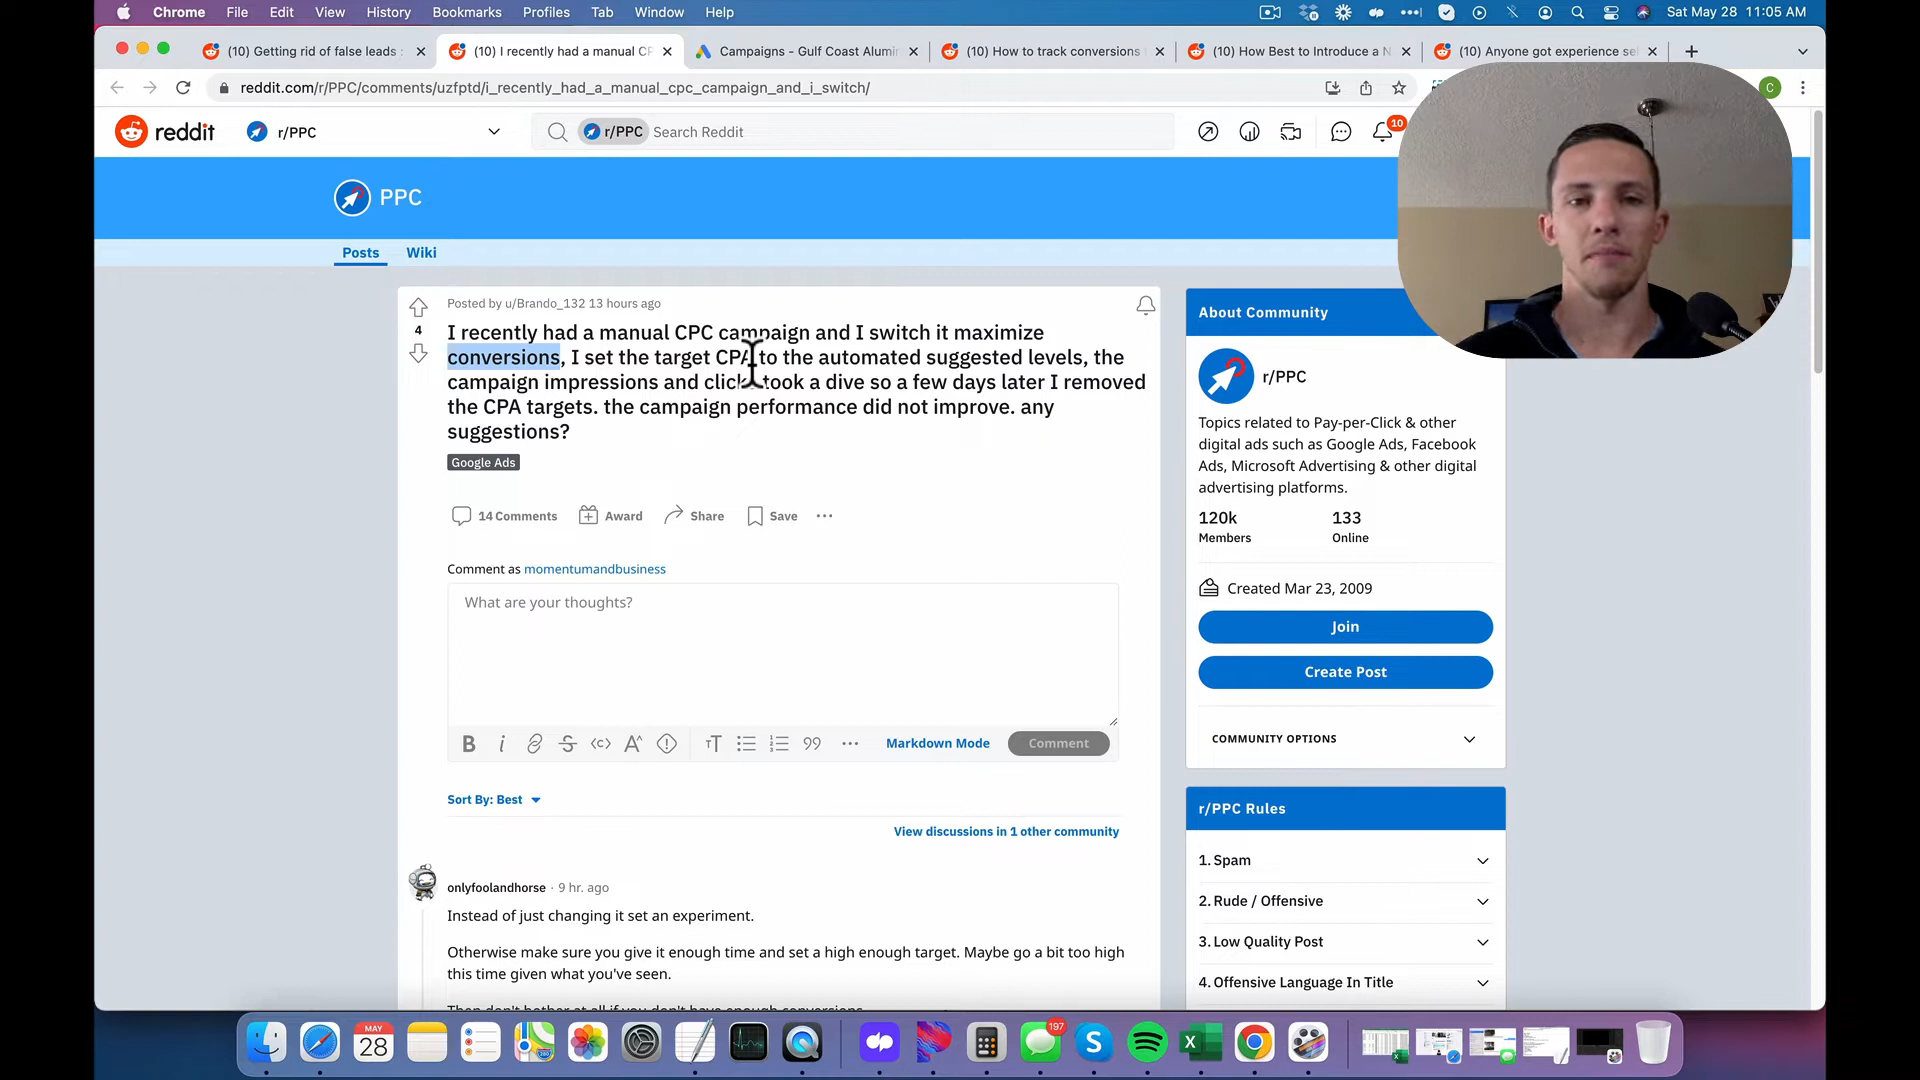 Chrome File Edit View History Bookmarks Profiles Tab Window Help Sat May 28 11:05 AM
(10) Getting rid of false leads
(10) I recently had a manual CP
Campaigns - Gulf Coast Alumin
(10) How to track conversions
(10) How Best to Introduce a N
(10) Anyone got experience se
reddit.com/r/PPC/comments/uzfptd/i_recently_had_a_manual_cpc_campaign_and_i_switch/
C
reddit
r/PPC
r/PPC Search Reddit
10
PPC
Posts
Wiki
Posted by u/Brando_132 13 hours ago
4
I recently had a manual CPC campaign and I switch it maximize
conversions, I set the target CPA to the automated suggested levels, the
campaign impressions and clicks took a dive so a few days later I removed
the CPA targets. the campaign performance did not improve. any
suggestions?
Google Ads
14 Comments
Award
Share
Save
Comment as momentumandbusiness
What are your thoughts?
Markdown Mode
Comment
Sort By: Best
View discussions in 1 other community
onlyfoolandhorse · 9 hr. ago
Instead of just changing it set an experiment.
Otherwise make sure you give it enough time and set a high enough target. Maybe go a bit too high
this time given what you've seen.
Then don't bother at all if you don't have enough conversions
About Community
r/PPC
Topics related to Pay-per-Click & other
digital ads such as Google Ads, Facebook
Ads, Microsoft Advertising & other digital
advertising platforms.
120k
Members
133
Online
Created Mar 23, 2009
Join
Create Post
COMMUNITY OPTIONS
r/PPC Rules
1. Spam
2. Rude / Offensive
3. Low Quality Post
4. Offensive Language In Title
MAY
28
197